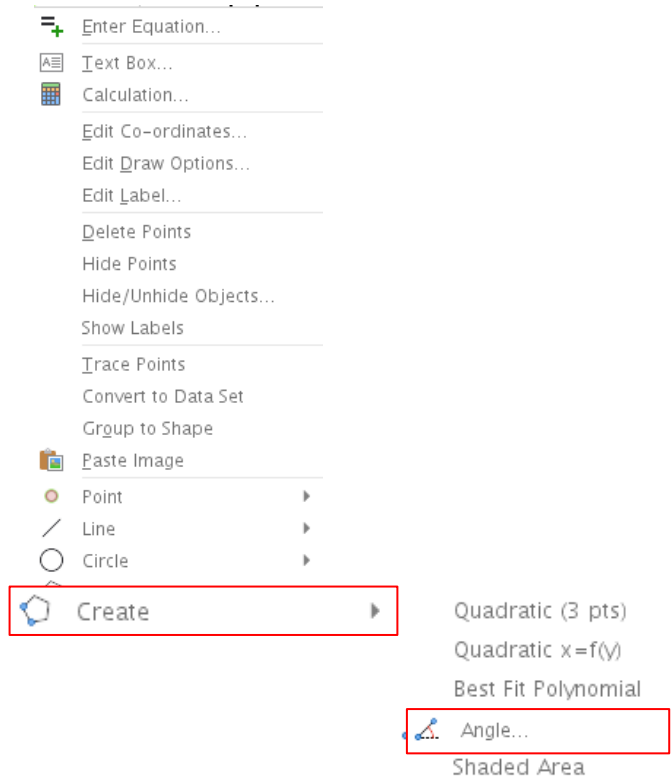 Enter Equation...
Text Box...
Calculation...
Edit Co-ordinates...
Edit Draw Options...
Edit Label...
Delete Points
Hide Points
Hide/Unhide Objects...
Show Labels
Trace Points
Convert to Data Set
Group to Shape
Paste Image
Point
Line
Circle
Create
Quadratic (3 pts)
Quadratic x=f(y)
Best Fit Polynomial
Angle...
Shaded Area